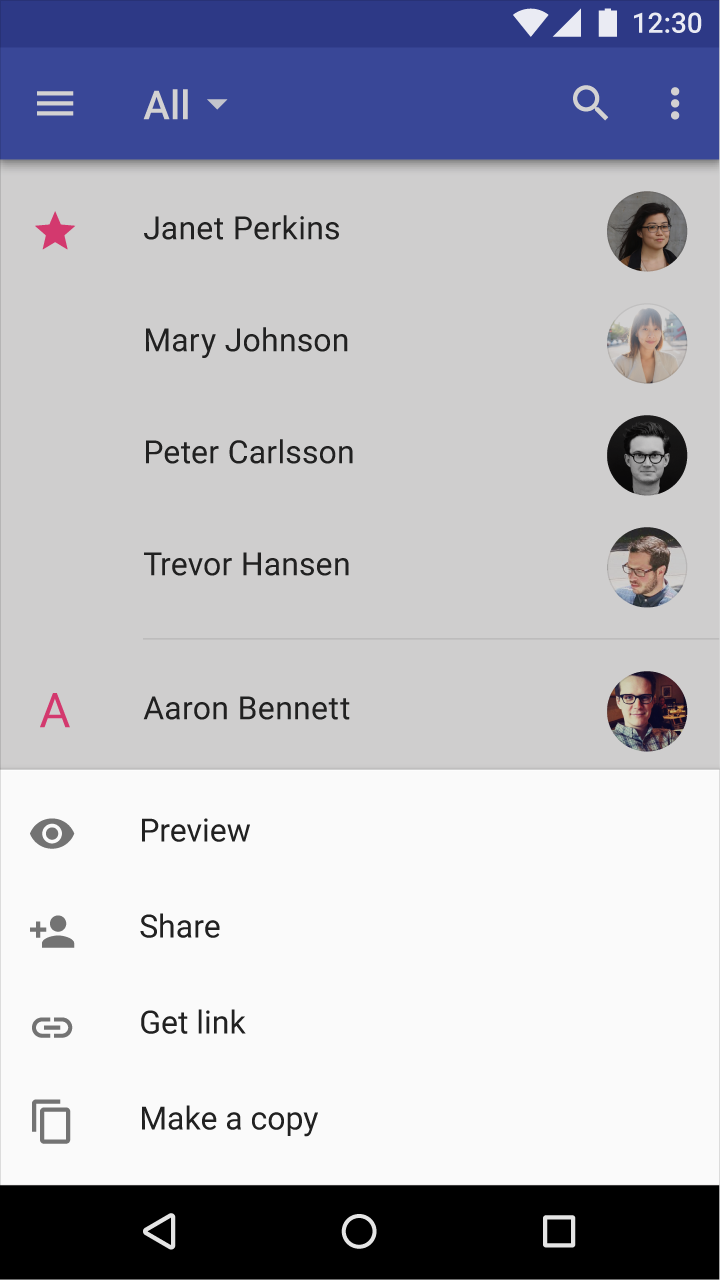 12:30
All
Janet Perkins
Mary Johnson
Peter Carlsson
Trevor Hansen
A
Aaron Bennett
Preview
Share
Get link
Make a copy